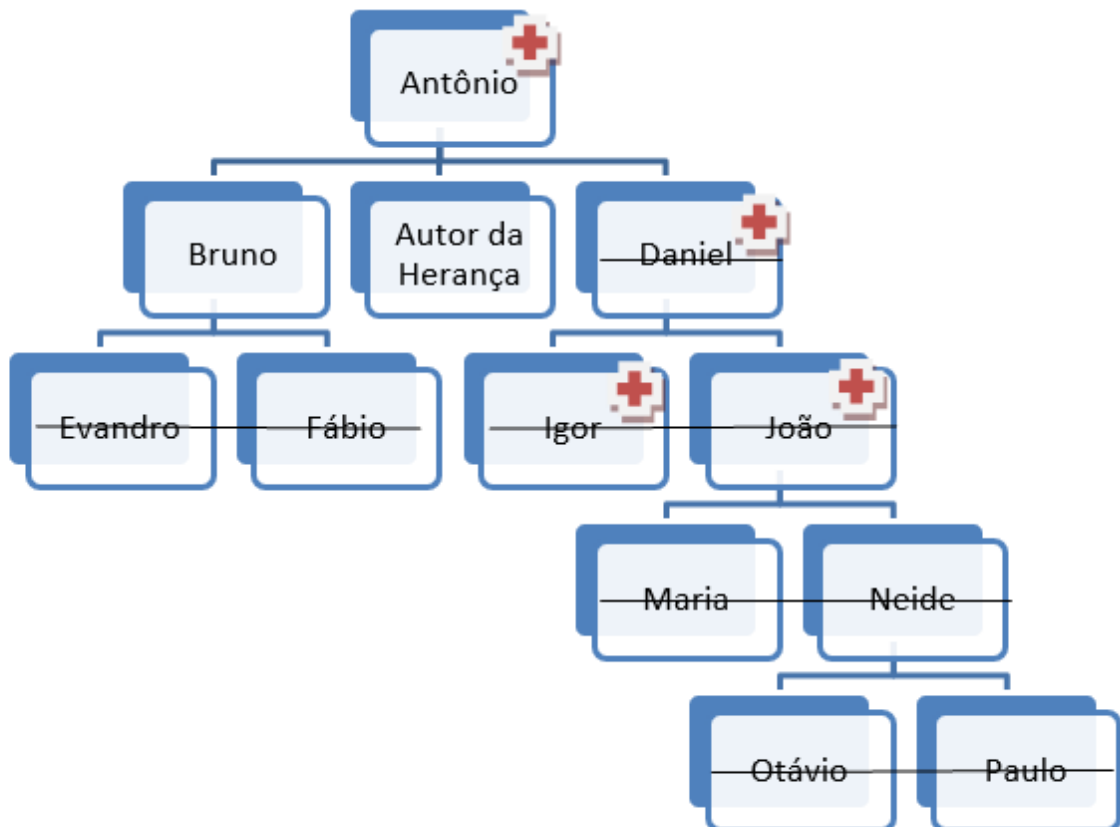 Antônio
Bruno
Autor da
Herança
Daniel
Evandro
Fábio
Igor
João
Maria
Neide
Otávio
Paulo